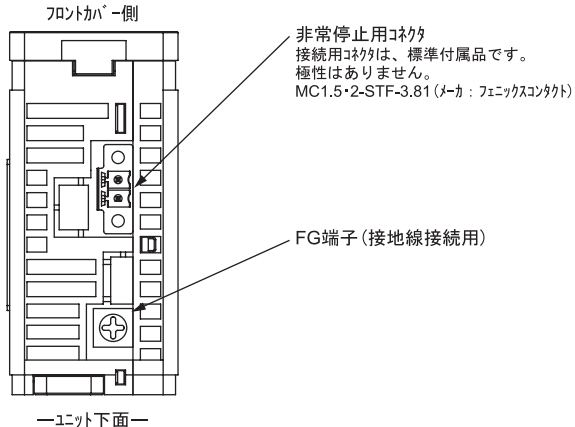 フロントカバー側
非常停止用コネクタ
接続用コネクタは、標準付属品です。
極性はありません。
MC1.5・2-STF-3.81(メーカ：フェニックスコンタクト)
FG端子(接地線接続用)
—ユニット下面—